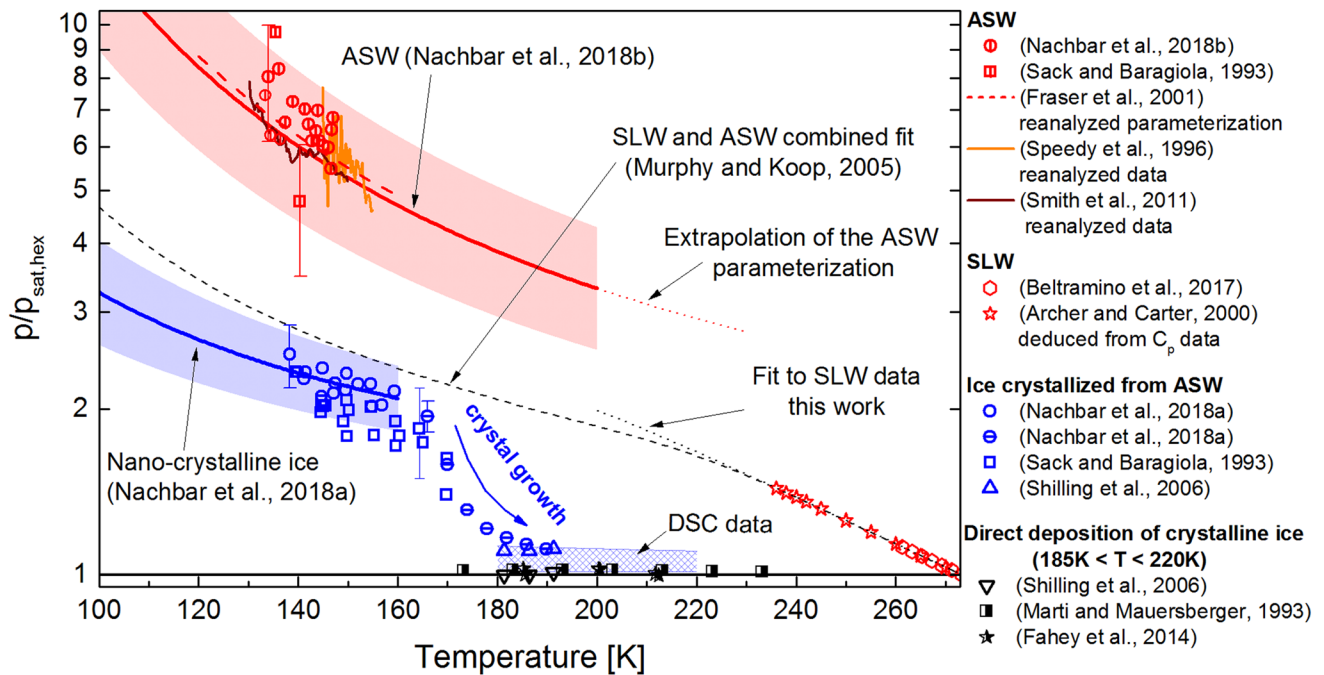 10
9
8
7
6
5
4
3
2
1
p/p_sat,hex
100
120
140
160
180
200
220
240
260
Temperature [K]
ASW (Nachbar et al., 2018b)
SLW and ASW combined fit
(Murphy and Koop, 2005)
Extrapolation of the ASW
parameterization
Fit to SLW data
this work
Nano-crystalline ice
(Nachbar et al., 2018a)
crystal growth
DSC data
ASW
(Nachbar et al., 2018b)
(Sack and Baragiola, 1993)
(Fraser et al., 2001)
reanalyzed parameterization
(Speedy et al., 1996)
reanalyzed data
(Smith et al., 2011)
reanalyzed data
SLW
(Beltramino et al., 2017)
(Archer and Carter, 2000)
deduced from C_p data
Ice crystallized from ASW
(Nachbar et al., 2018a)
(Nachbar et al., 2018a)
(Sack and Baragiola, 1993)
(Shilling et al., 2006)
Direct deposition of crystalline ice
(185K < T < 220K)
(Shilling et al., 2006)
(Marti and Mauersberger, 1993)
(Fahey et al., 2014)